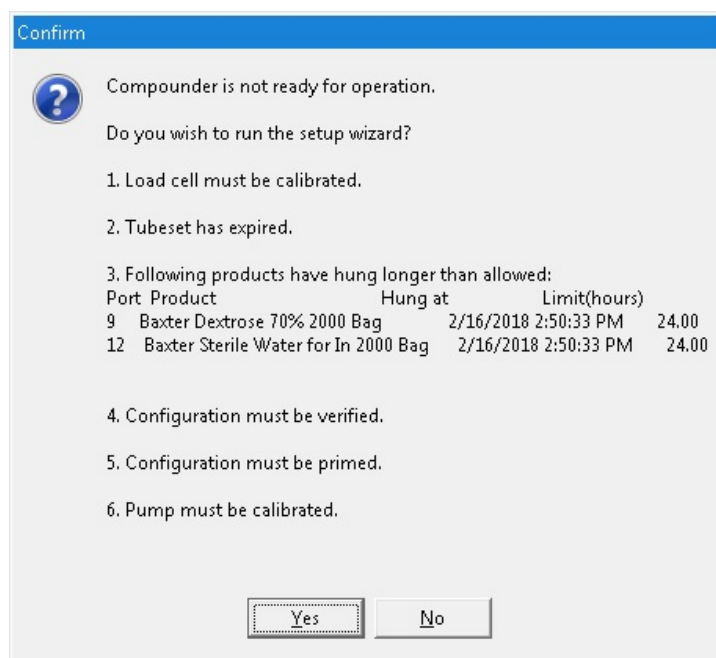 Confirm
Compounder is not ready for operation.
Do you wish to run the setup wizard?
1. Load cell must be calibrated.
2. Tubeset has expired.
3. Following products have hung longer than allowed:
Port Product Hung at Limit(hours)
9 Baxter Dextrose 70% 2000 Bag 2/16/2018 2:50:33 PM 24.00
12 Baxter Sterile Water for In 2000 Bag 2/16/2018 2:50:33 PM 24.00
4. Configuration must be verified.
5. Configuration must be primed.
6. Pump must be calibrated.
Yes No